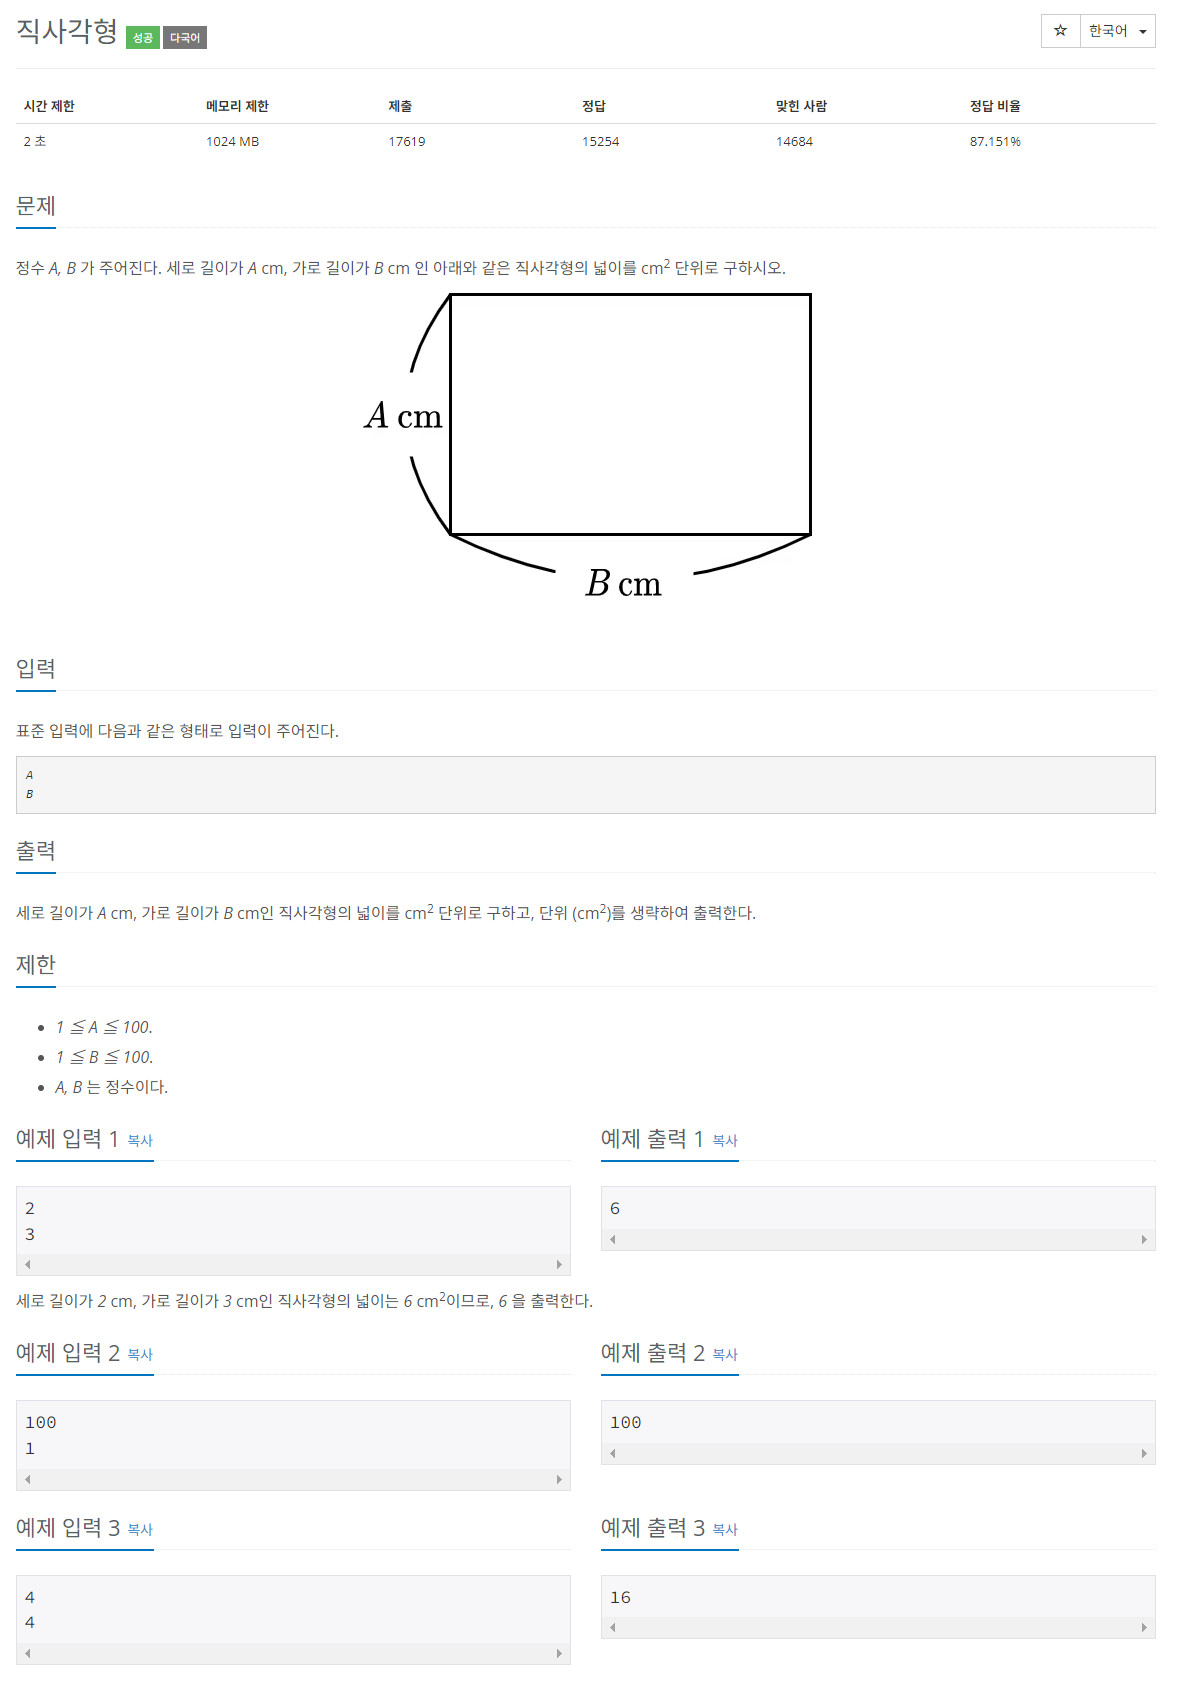 직사각형 성공 다국어
☆ 한국어
시간 제한 메모리 제한 제출 정답 맞힌 사람 정답 비율
2 초 1024 MB 17619 15254 14684 87.151%
문제
정수 A, B 가 주어진다. 세로 길이가 A cm, 가로 길이가 B cm 인 아래와 같은 직사각형의 넓이를 cm² 단위로 구하시오.
A cm
B cm
입력
표준 입력에 다음과 같은 형태로 입력이 주어진다.
A
B
출력
세로 길이가 A cm, 가로 길이가 B cm인 직사각형의 넓이를 cm² 단위로 구하고, 단위 (cm²)를 생략하여 출력한다.
제한
• 1 ≦ A ≦ 100.
• 1 ≦ B ≦ 100.
• A, B 는 정수이다.
예제 입력 1 복사
2
3
예제 출력 1 복사
6
세로 길이가 2 cm, 가로 길이가 3 cm인 직사각형의 넓이는 6 cm²이므로, 6 을 출력한다.
예제 입력 2 복사
100
1
예제 출력 2 복사
100
예제 입력 3 복사
4
4
예제 출력 3 복사
16